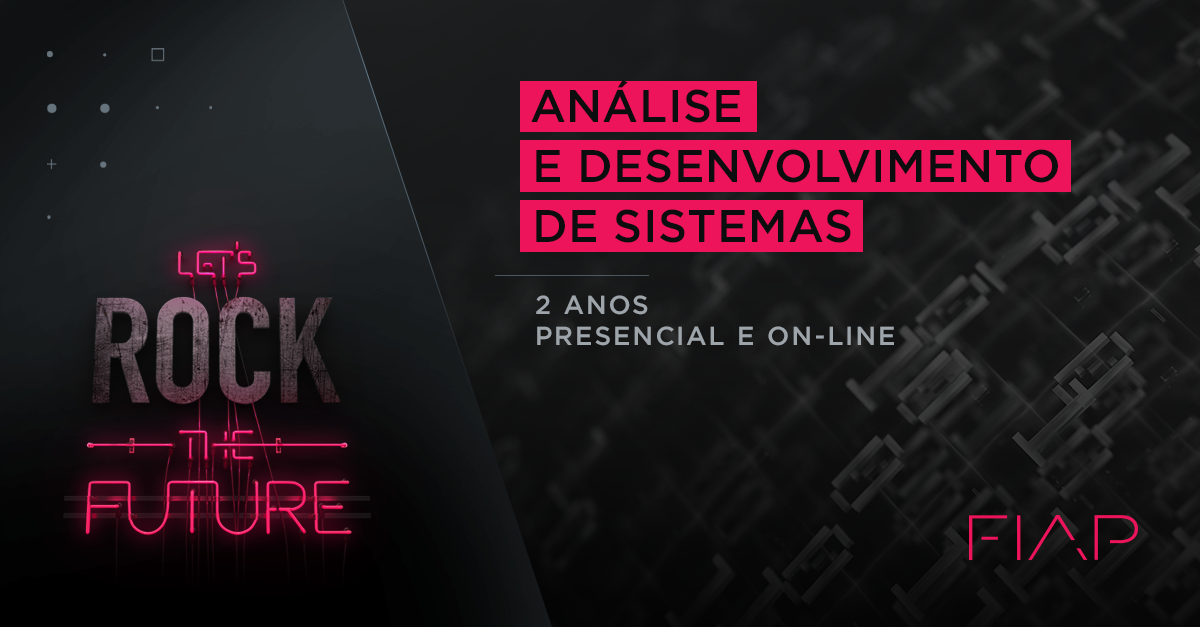 LET'S
ROCK
THE
FUTURE
ANÁLISE
E DESENVOLVIMENTO
DE SISTEMAS
2 ANOS
PRESENCIAL E ON-LINE
FIAP